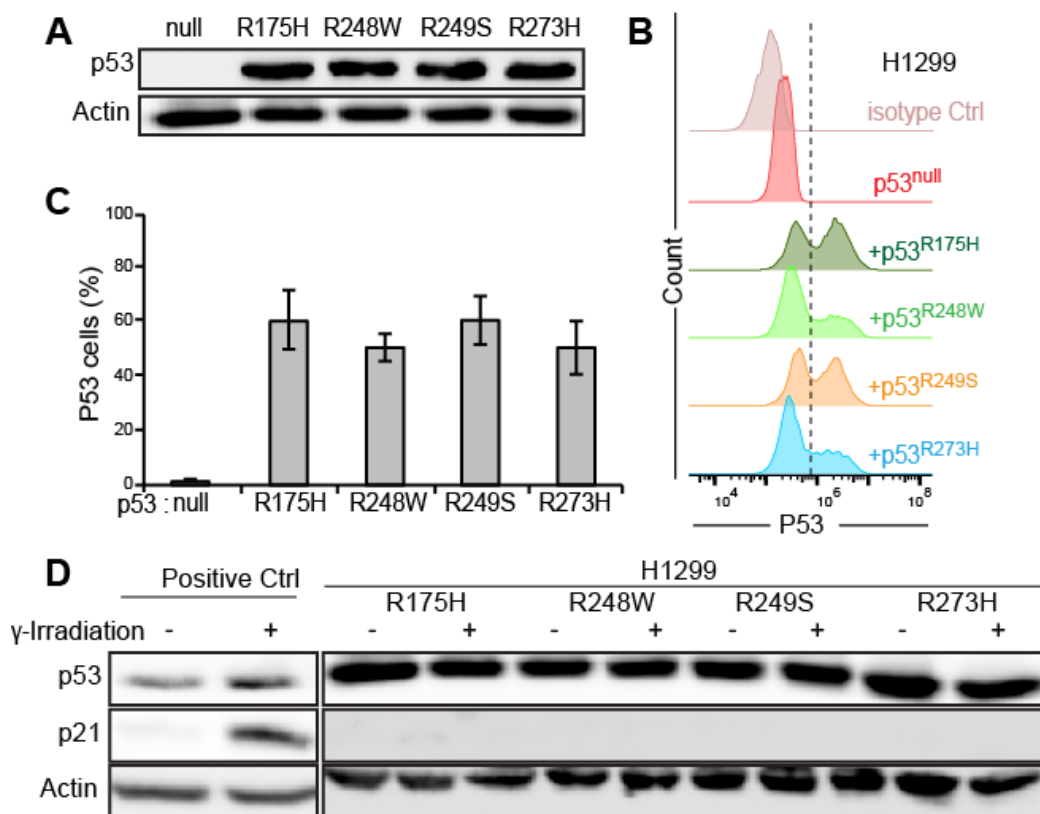 A
null R175H R248W R249S R273H
p53
Actin
B
H1299
isotype Ctrl
p53null
+p53R175H
+p53R248W
+p53R249S
+p53R273H
Count
104 106 108
P53
C
P53 cells (%)
100
80
60
40
20
0
p53 : null R175H R248W R249S R273H
D
Positive Ctrl H1299
R175H R248W R249S R273H
γ-Irradiation - + - + - + - + - +
p53
p21
Actin